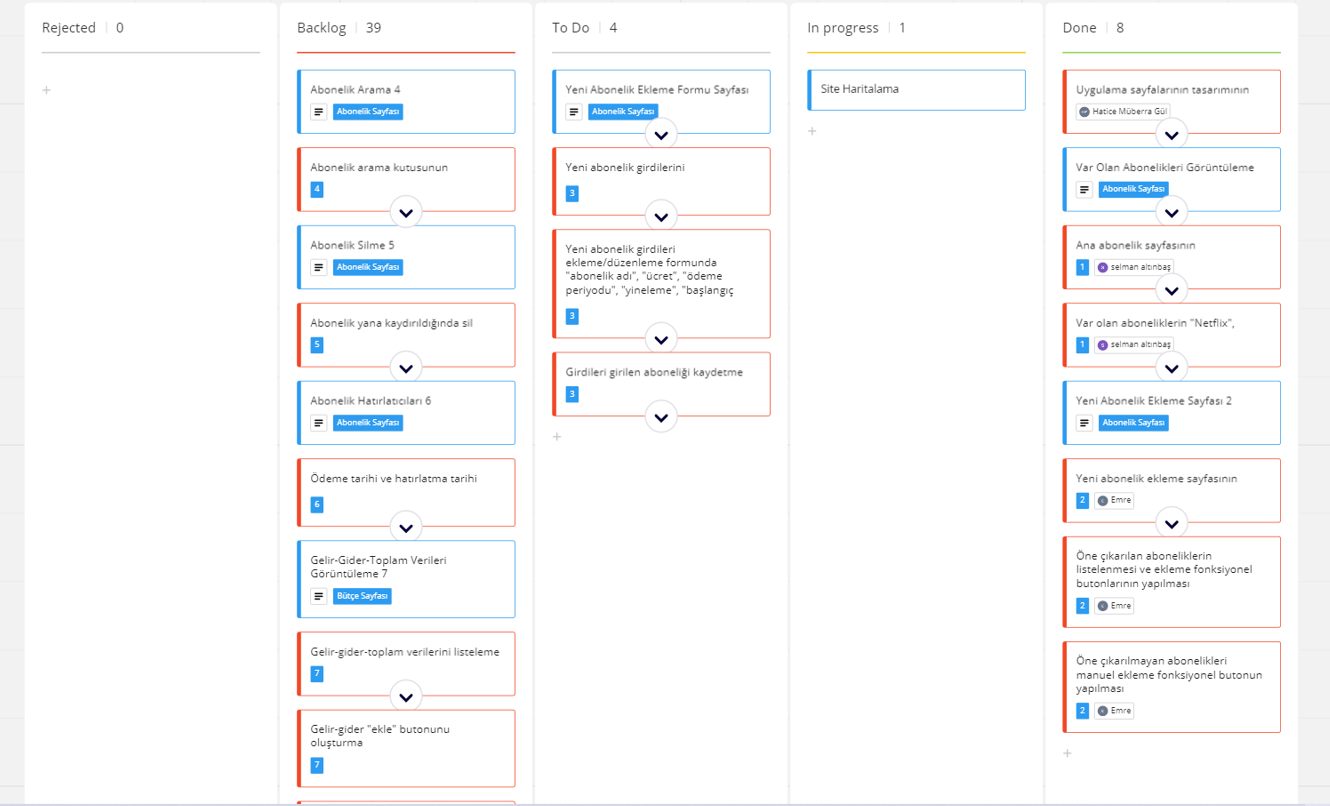 Rejected 0
Backlog 39
Abonelik Arama 4
Abonelik Sayfası
Abonelik arama kutusunun
4
Abonelik Silme 5
Abonelik Sayfası
Abonelik yana kaydırıldığında sil
5
Abonelik Hatırlatıcıları 6
Abonelik Sayfası
Ödeme tarihi ve hatırlatma tarihi
6
Gelir-Gider-Toplam Verileri
Görüntüleme 7
Bütçe Sayfası
Gelir-gider-toplam verilerini listeleme
7
Gelir-gider "ekle" butonunu
oluşturma
7
To Do 4
Yeni Abonelik Ekleme Formu Sayfası
Abonelik Sayfası
Yeni abonelik girdilerini
3
Yeni abonelik girdileri
ekleme/düzenleme formunda
"abonelik adı", "ücret", "ödeme
periyodu", "yineleme", "başlangıç
3
Girdileri girilen aboneliği kaydetme
3
In progress 1
Site Haritalama
Done 8
Uygulama sayfalarının tasarımının
Hatice Müberra Gül
Var Olan Abonelikleri Görüntüleme
Abonelik Sayfası
Ana abonelik sayfasının
1 selman altınbaş
Var olan aboneliklerin "Netflix",
1 selman altınbaş
Yeni Abonelik Ekleme Sayfası 2
Abonelik Sayfası
Yeni abonelik ekleme sayfasının
2 Emre
Öne çıkarılan aboneliklerin
listelenmesi ve ekleme fonksiyonel
butonlarının yapılması
2 Emre
Öne çıkarılmayan abonelikleri
manuel ekleme fonksiyonel butonun
yapılması
2 Emre